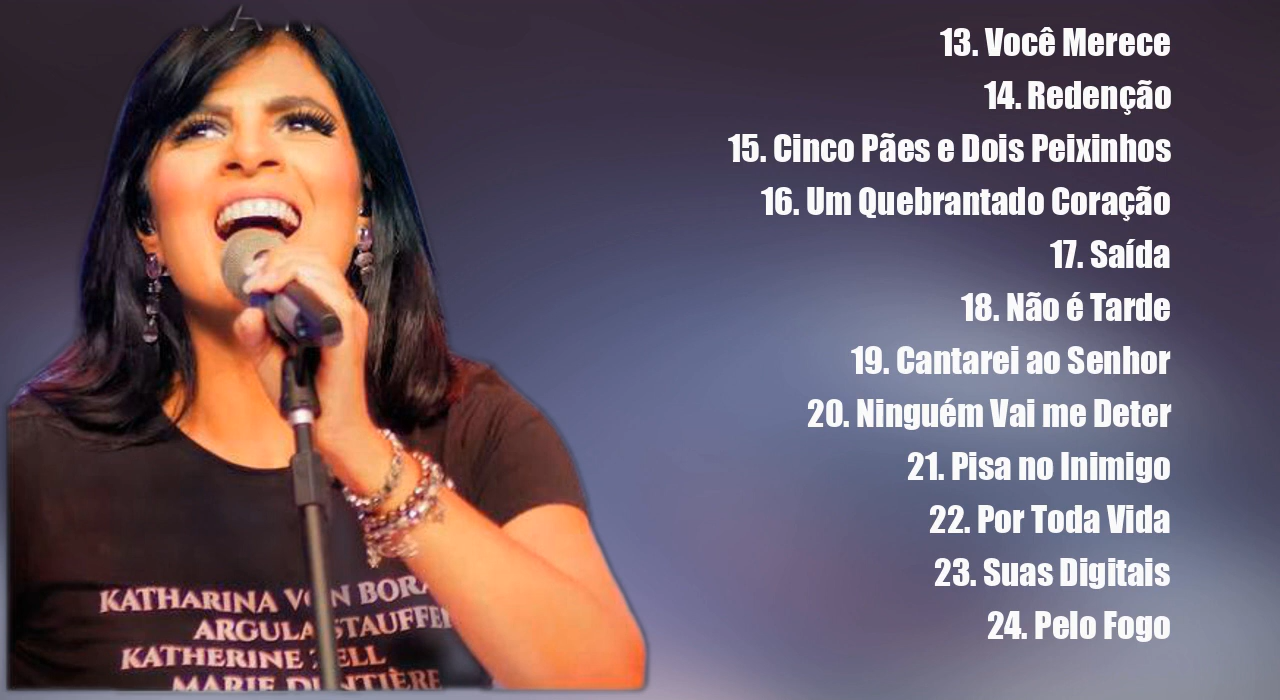 13. Você Merece
14. Redenção
15. Cinco Pães e Dois Peixinhos
16. Um Quebrantado Coração
17. Saída
18. Não é Tarde
19. Cantarei ao Senhor
20. Ninguém Vai me Deter
21. Pisa no Inimigo
22. Por Toda Vida
23. Suas Digitais
24. Pelo Fogo
KATHARINA BORA
ARGULA
KATHERINE
MARIE